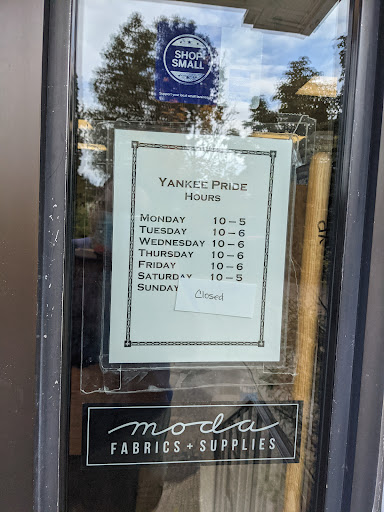 SHOP
SMALL
YANKEE PRIDE
HOURS
MONDAY 10 – 5
TUESDAY 10 – 6
WEDNESDAY 10 – 6
THURSDAY 10 – 6
FRIDAY 10 – 6
SATURDAY 10 – 5
SUNDAY Closed
moda
FABRICS + SUPPLIES